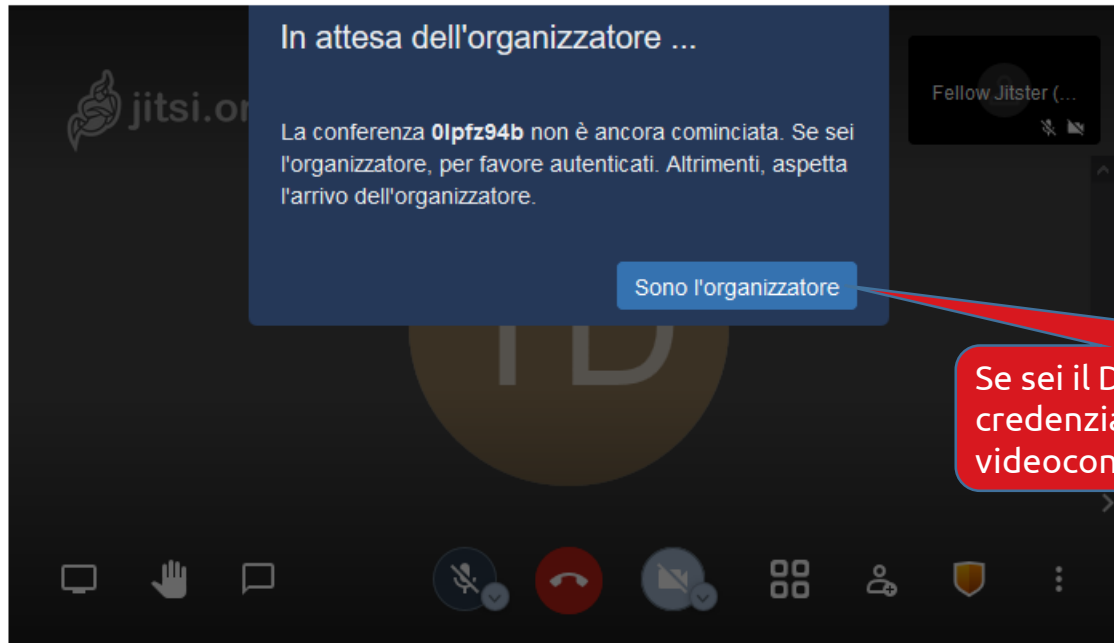 In attesa dell'organizzatore ...
jitsi.or
Fellow Jitster (...
La conferenza 0lpfz94b non è ancora cominciata. Se sei
l'organizzatore, per favore autenticati. Altrimenti, aspetta
l'arrivo dell'organizzatore.
Sono l'organizzatore
TD
Se sei il D
credenzia
videocon